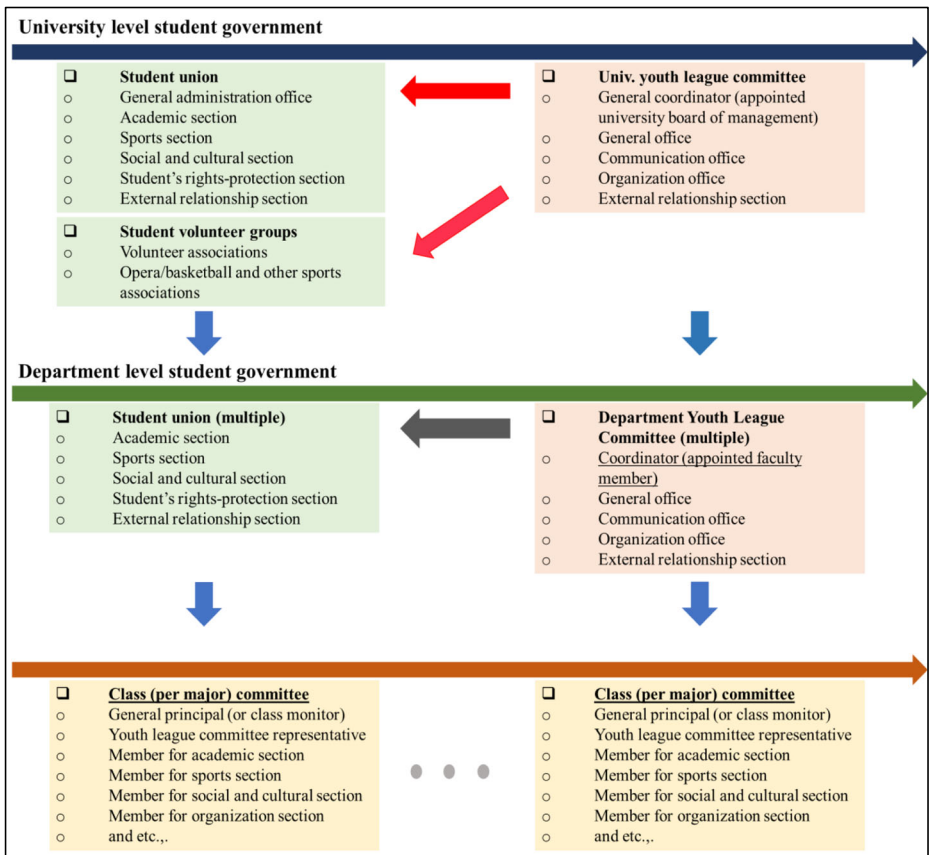 University level student government
Student union
General administration office
Academic section
Sports section
Social and cultural section
Student's rights-protection section
External relationship section
Student volunteer groups
Volunteer associations
Opera/basketball and other sports
associations
Univ. youth league committee
General coordinator (appointed
university board of management)
General office
Communication office
Organization office
External relationship section
Department level student government
Student union (multiple)
Academic section
Sports section
Social and cultural section
Student's rights-protection section
External relationship section
Department Youth League
Committee (multiple)
Coordinator (appointed faculty
member)
General office
Communication office
Organization office
External relationship section
Class (per major) committee
General principal (or class monitor)
Youth league committee representative
Member for academic section
Member for sports section
Member for social and cultural section
Member for organization section
and etc.,.
Class (per major) committee
General principal (or class monitor)
Youth league committee representative
Member for academic section
Member for sports section
Member for social and cultural section
Member for organization section
and etc.,.